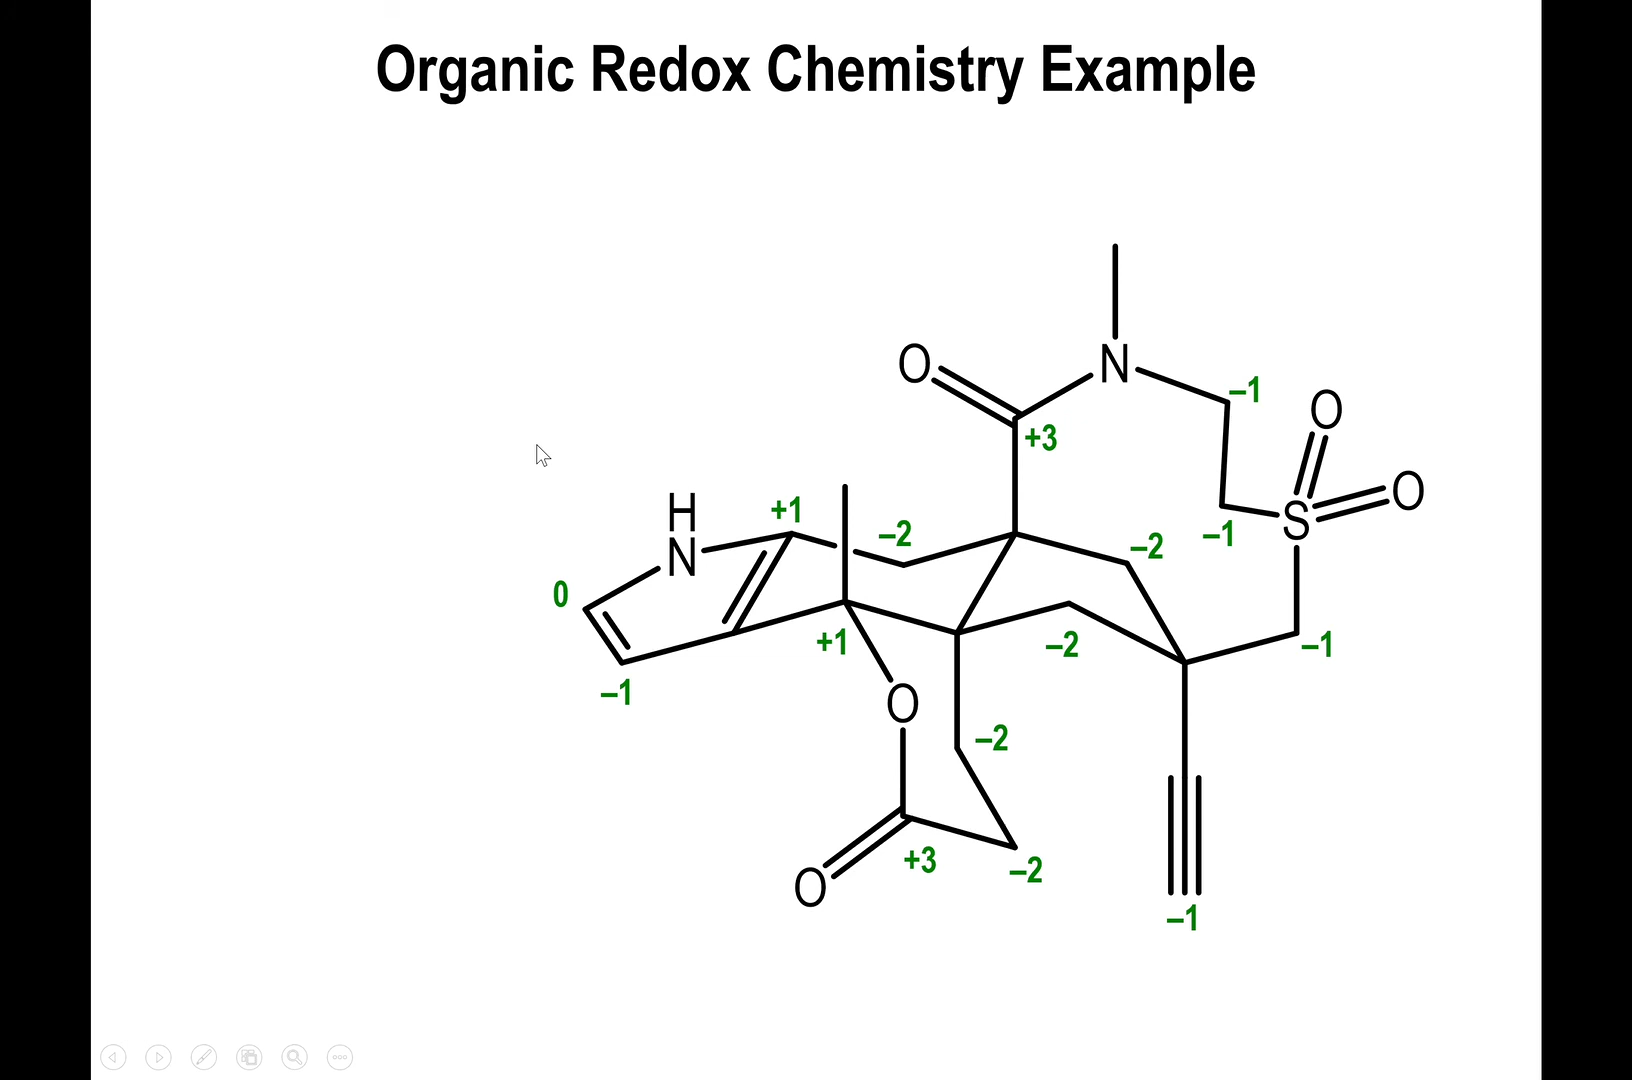 Organic Redox Chemistry Example
O
N
–1
O
+3
O
H
N
+1
–2
–2
–1
S
0
+1
–2
–1
–1
O
–2
+3
–2
O
–1